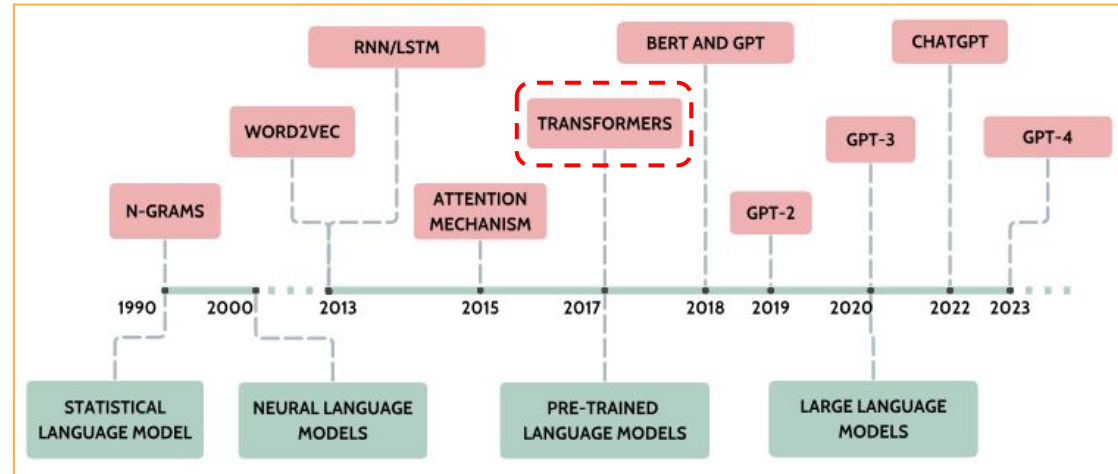 RNN/LSTM
BERT AND GPT
CHATGPT
WORD2VEC
TRANSFORMERS
GPT-3
GPT-4
N-GRAMS
ATTENTION
MECHANISM
GPT-2
1990
2000
2013
2015
2017
2018
2019
2020
2022
2023
STATISTICAL
LANGUAGE MODEL
NEURAL LANGUAGE
MODELS
PRE-TRAINED
LANGUAGE MODELS
LARGE LANGUAGE
MODELS